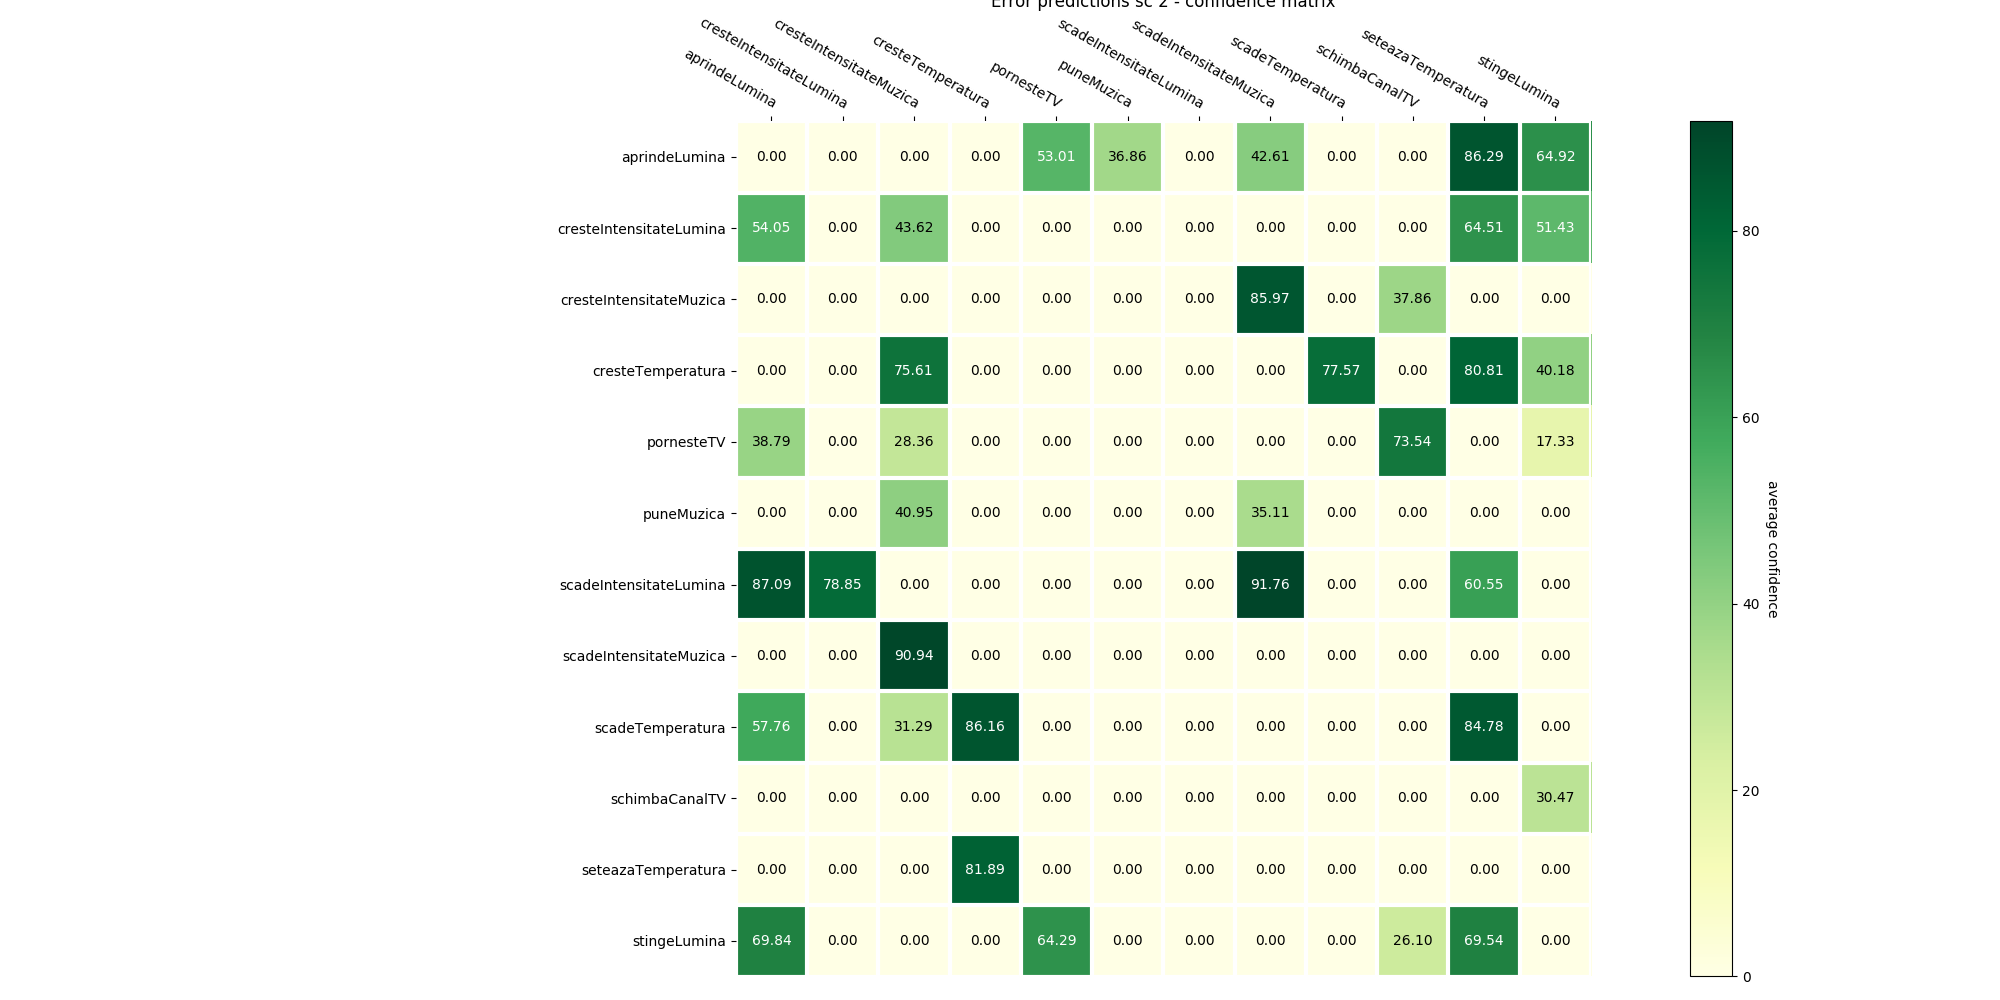 Error predictions sc 2 - confidence matrix
aprindeLumina cresteIntensitateLumina cresteIntensitateMuzica cresteTemperatura pornesteTV puneMuzica scadeIntensitateLumina scadeIntensitateMuzica scadeTemperatura schimbaCanalTV seteazaTemperatura stingeLumina
aprindeLumina 0.00 0.00 0.00 0.00 53.01 36.86 0.00 42.61 0.00 0.00 86.29 64.92
cresteIntensitateLumina 54.05 0.00 43.62 0.00 0.00 0.00 0.00 0.00 0.00 0.00 64.51 51.43
cresteIntensitateMuzica 0.00 0.00 0.00 0.00 0.00 0.00 0.00 85.97 0.00 37.86 0.00 0.00
cresteTemperatura 0.00 0.00 75.61 0.00 0.00 0.00 0.00 0.00 77.57 0.00 80.81 40.18
pornesteTV 38.79 0.00 28.36 0.00 0.00 0.00 0.00 0.00 0.00 73.54 0.00 17.33
puneMuzica 0.00 0.00 40.95 0.00 0.00 0.00 0.00 35.11 0.00 0.00 0.00 0.00
scadeIntensitateLumina 87.09 78.85 0.00 0.00 0.00 0.00 0.00 91.76 0.00 0.00 60.55 0.00
scadeIntensitateMuzica 0.00 0.00 90.94 0.00 0.00 0.00 0.00 0.00 0.00 0.00 0.00 0.00
scadeTemperatura 57.76 0.00 31.29 86.16 0.00 0.00 0.00 0.00 0.00 0.00 84.78 0.00
schimbaCanalTV 0.00 0.00 0.00 0.00 0.00 0.00 0.00 0.00 0.00 0.00 0.00 30.47
seteazaTemperatura 0.00 0.00 0.00 81.89 0.00 0.00 0.00 0.00 0.00 0.00 0.00 0.00
stingeLumina 69.84 0.00 0.00 0.00 64.29 0.00 0.00 0.00 0.00 26.10 69.54 0.00
80
60
40
20
0
average confidence